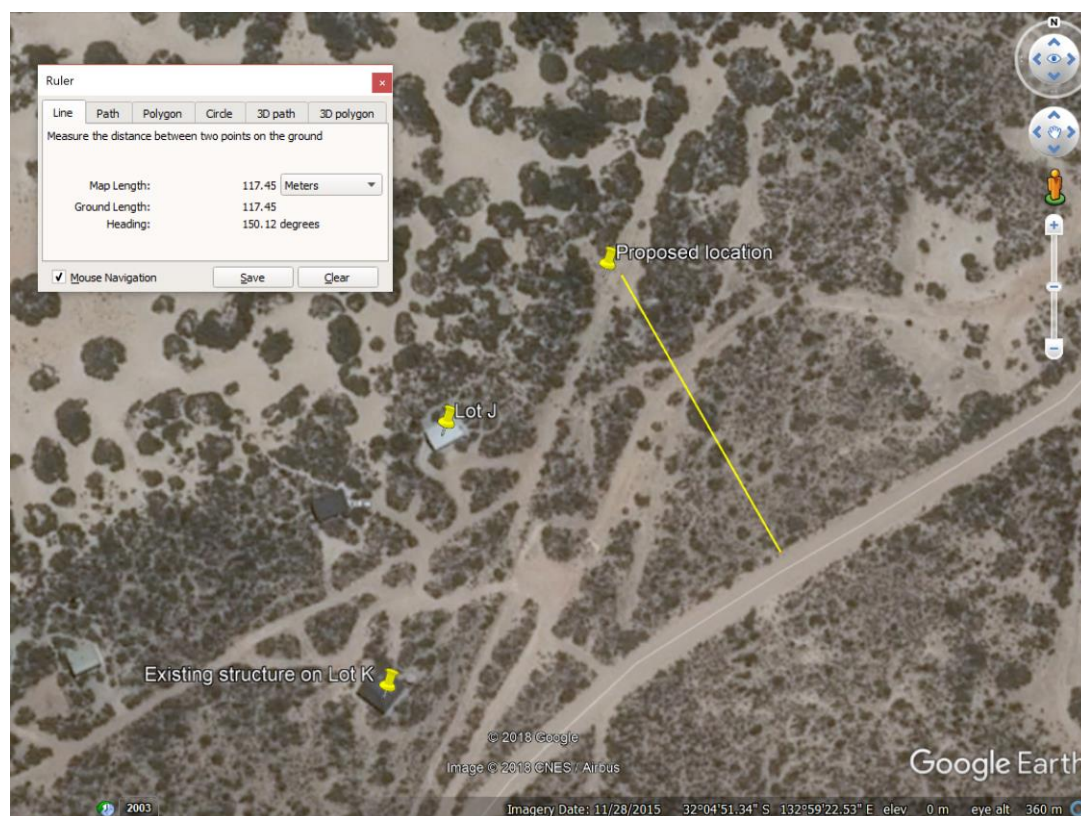 N
Ruler
Line Path Polygon Circle 3D path 3D polygon
Measure the distance between two points on the ground
Map Length: 117.45 Meters
Ground Length: 117.45
Heading: 150.12 degrees
Mouse Navigation Save Clear
Proposed location
Lot J
Existing structure on Lot K
© 2018 Google
Image © 2018 CNES / Airbus
Google Earth
2003 Imagery Date: 11/28/2015 32°04'51.34" S 132°59'22.53" E elev 0 m eye alt 360 m